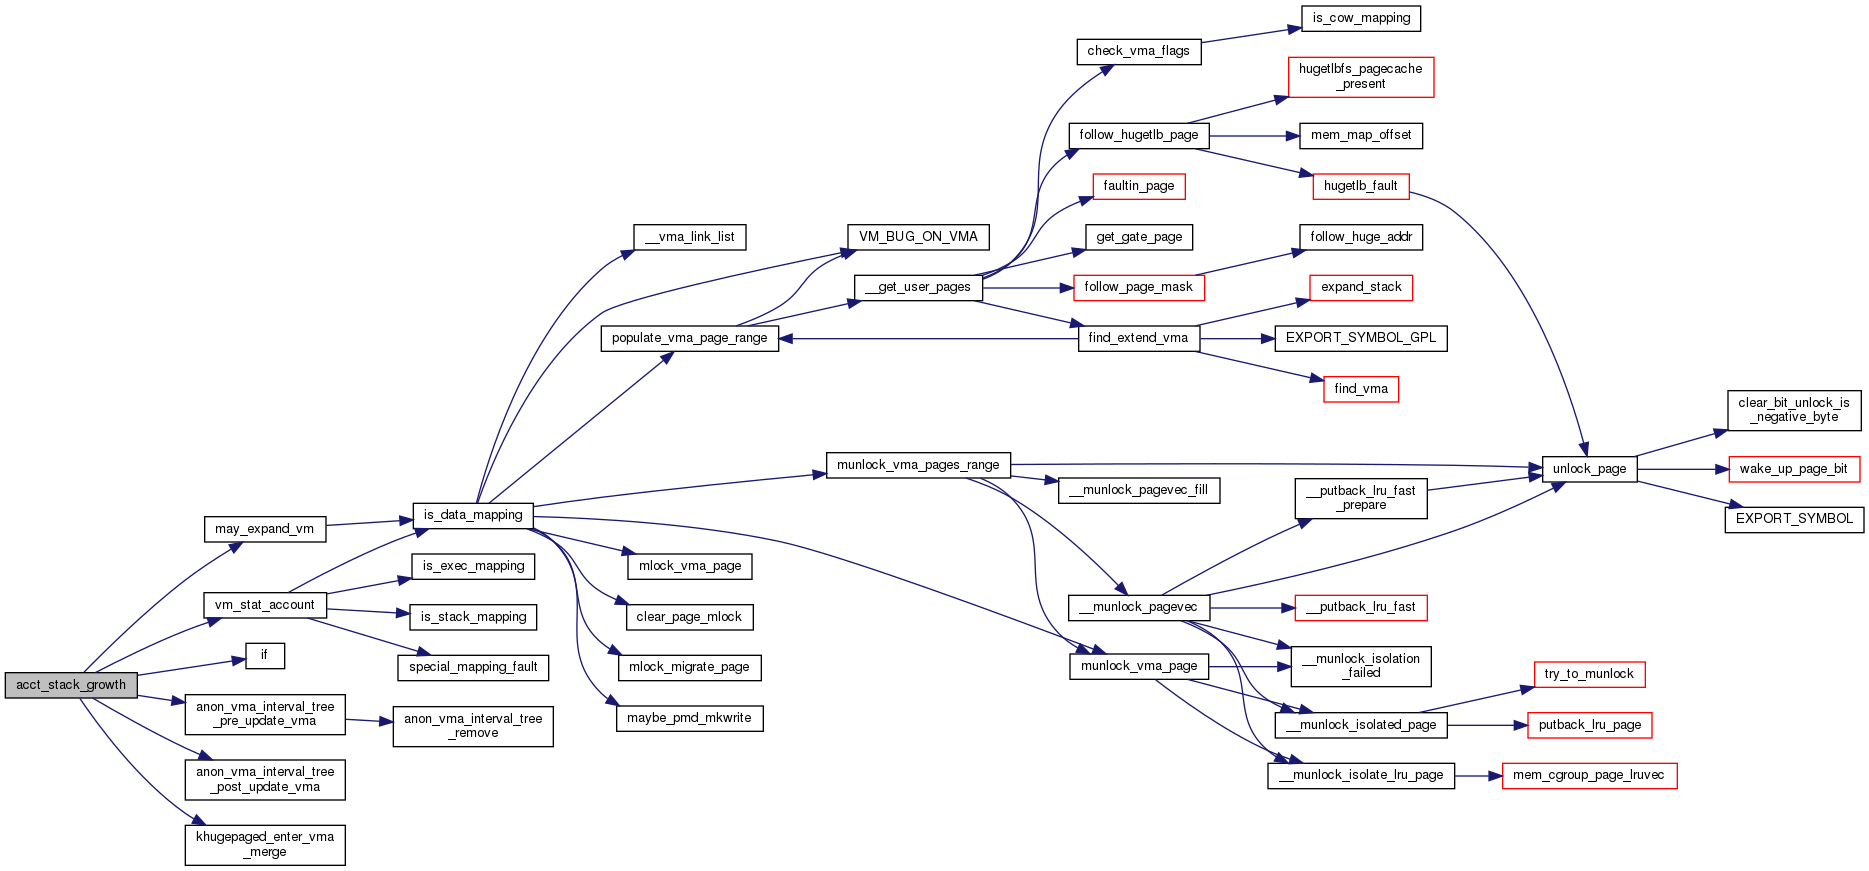 is_cow_mapping
check_vma_flags
hugetlbfs_pagecache
_present
follow_hugetlb_page
mem_map_offset
faultin_page
hugetlb_fault
__vma_link_list
VM_BUG_ON_VMA
get_gate_page
follow_huge_addr
__get_user_pages
follow_page_mask
expand_stack
populate_vma_page_range
find_extend_vma
EXPORT_SYMBOL_GPL
find_vma
clear_bit_unlock_is
_negative_byte
munlock_vma_pages_range
unlock_page
wake_up_page_bit
__munlock_pagevec_fill
__putback_lru_fast
_prepare
EXPORT_SYMBOL
may_expand_vm
is_data_mapping
is_exec_mapping
mlock_vma_page
vm_stat_account
is_stack_mapping
clear_page_mlock
__munlock_pagevec
__putback_lru_fast
if
special_mapping_fault
mlock_migrate_page
munlock_vma_page
__munlock_isolation
_failed
try_to_munlock
acct_stack_growth
anon_vma_interval_tree
_pre_update_vma
anon_vma_interval_tree
_remove
maybe_pmd_mkwrite
__munlock_isolated_page
putback_lru_page
anon_vma_interval_tree
_post_update_vma
__munlock_isolate_lru_page
mem_cgroup_page_lruvec
khugepaged_enter_vma
_merge